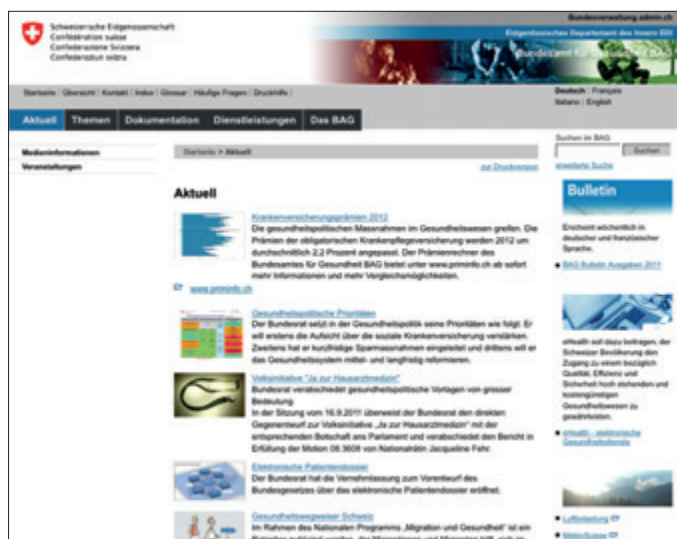 Schweizerische Eidgenossenschaft
Confédération suisse
Confederazione Svizzera
Confederaziun svizra
Bundesverwaltung admin.ch
Eidgenössisches Departement des Innern EDI
Bundesamt für Gesundheit BAG
Startseite | Übersicht | Kontakt | Index | Glossar | Häufige Fragen | Druckhilfe |
Deutsch | Français
Italiano | English
Aktuell Themen Dokumentation Dienstleistungen Das BAG
Medieninformationen
Veranstaltungen
Startseite > Aktuell
zur Druckversion
Aktuell
Krankenversicherungsprämien 2012
Die gesundheitspolitischen Massnahmen im Gesundheitswesen greifen. Die
Prämien der obligatorischen Krankenpflegeversicherung werden 2012 um
durchschnittlich 2,2 Prozent angepasst. Der Prämienrechner des
Bundesamtes für Gesundheit BAG bietet unter www.priminfo.ch ab sofort
mehr Informationen und mehr Vergleichsmöglichkeiten.
www.priminfo.ch
Gesundheitspolitische Prioritäten
Der Bundesrat setzt in der Gesundheitspolitik seine Prioritäten wie folgt: Er
will erstens die Aufsicht über die soziale Krankenversicherung verstärken.
Zweitens hat er kurzfristige Sparmassnahmen eingeleitet und drittens will er
das Gesundheitssystem mittel- und langfristig reformieren.
Volksinitiative "Ja zur Hausarztmedizin"
Bundesrat verabschiedet gesundheitspolitische Vorlagen von grosser
Bedeutung
In der Sitzung vom 16.9.2011 überweist der Bundesrat den direkten
Gegenentwurf zur Volksinitiative „Ja zur Hausarztmedizin" mit der
entsprechenden Botschaft ans Parlament und verabschiedet den Bericht in
Erfüllung der Motion 08.3608 von Nationalrätin Jacqueline Fehr.
Elektronische Patientendossier
Der Bundesrat hat die Vernehmlassung zum Vorentwurf des
Bundesgesetzes über das elektronische Patientendossier eröffnet.
Gesundheitswegweiser Schweiz
Im Rahmen des Nationalen Programms „Migration und Gesundheit" ist ein
Suchen im BAG
Suchen
erweiterte Suche
Bulletin
Erscheint wöchentlich in
deutscher und französischer
Sprache.
BAG Bulletin Ausgaben 2011
eHealth soll dazu beitragen, der
Schweizer Bevölkerung den
Zugang zu einem bezüglich
Qualität, Effizienz und
Sicherheit hoch stehenden und
kostengünstigen
Gesundheitswesen zu
gewährleisten.
eHealth - elektronische
Gesundheitsdienste
Luftbelastung